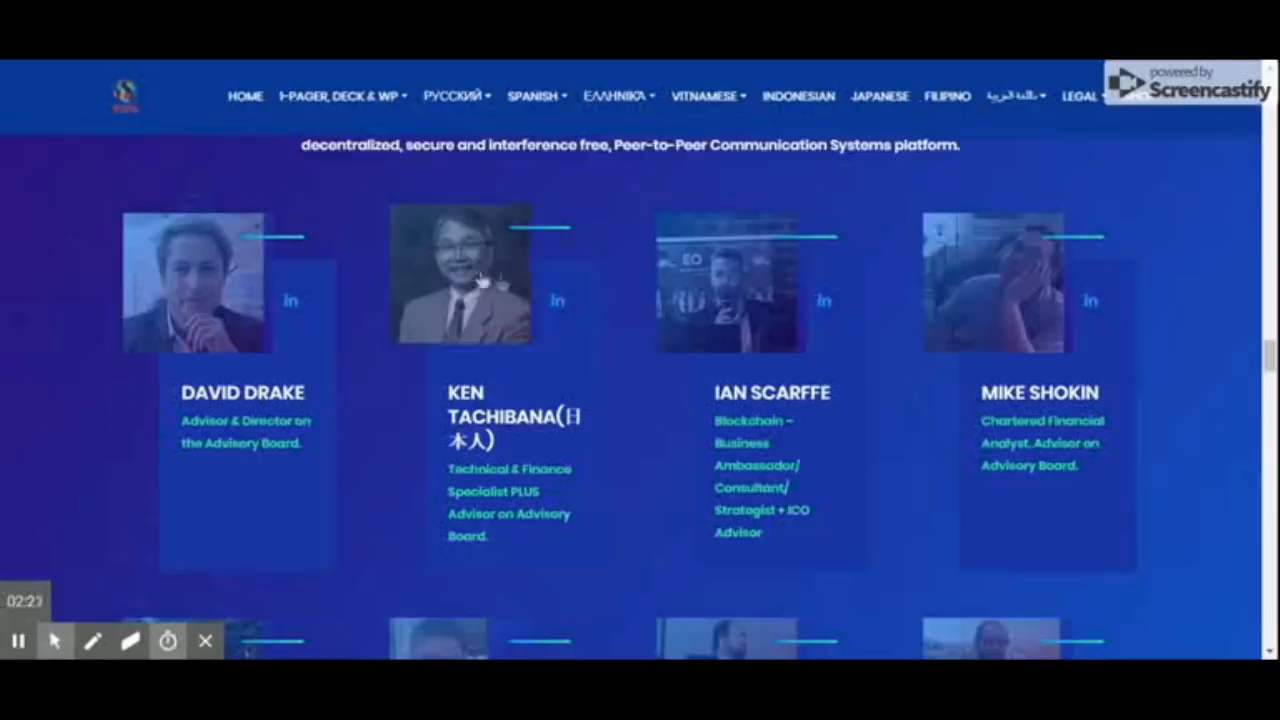 powered by
Screencastify
HOME 1-PAGER, DECK & WP РУССКИЙ SPANISH ΕΛΛΗΝΙΚΆ VITNAMESE INDONESIAN JAPANESE FILIPINO LEGAL
decentralized, secure and interference free, Peer-to-Peer Communication Systems platform.
EO
in
in
in
in
DAVID DRAKE
Advisor & Director on
the Advisory Board.
KEN
TACHIBANA(日
本人)
Technical & Finance
Specialist PLUS
Advisor on Advisory
Board.
IAN SCARFFE
Blockchain –
Business
Ambassador/
Consultant/
Strategist + ICO
Advisor
MIKE SHOKIN
Chartered Financial
Analyst. Advisor on
Advisory Board.